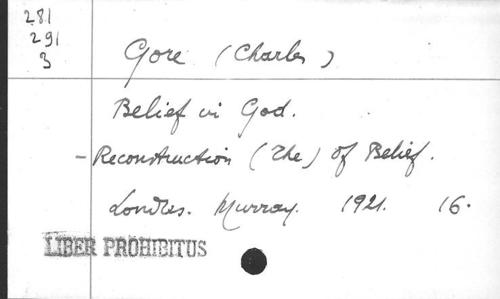 281
291
3
Gore (Charles)
Belief in God.
- Reconstruction (The) of Belief.
Londres. Murray. 1921. 16.
LIBER PROHIBITUS